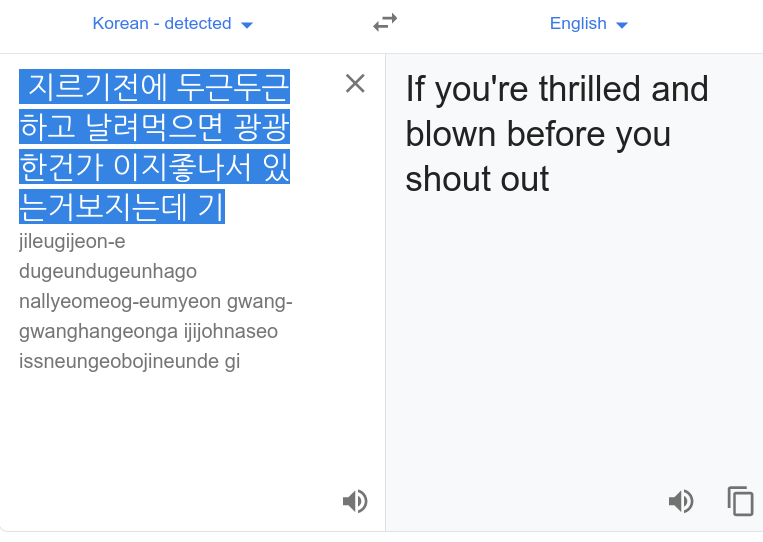 Korean - detected
English
지르기전에 두근두근
하고 날려먹으면 광광
한건가 이지좋나서 있
는거보지는데 기
jileugijeon-e
dugeundugeunhago
nallyeomeog-eumyeon gwang-
gwanghangeonga ijijohnaseo
issneungeobojineunde gi
If you're thrilled and
blown before you
shout out